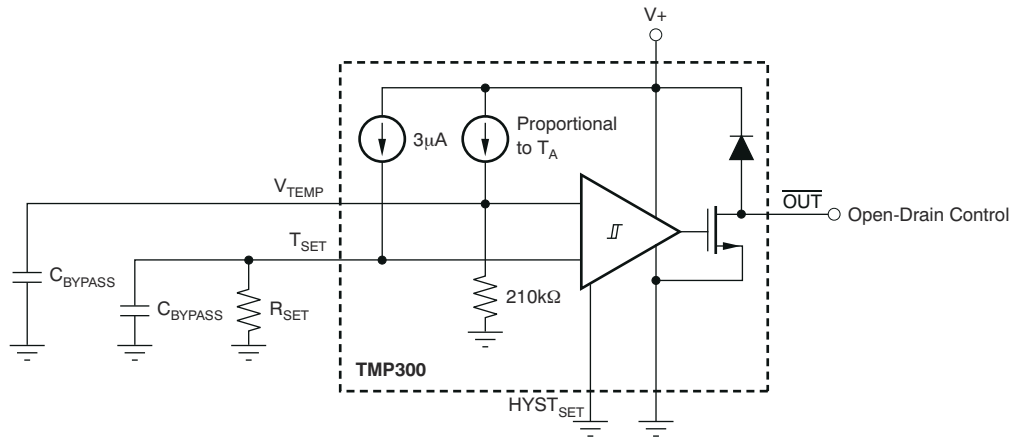 V+
3μA
Proportional
to TA
VTEMP
OUT
Open-Drain Control
TSET
CBYPASS
CBYPASS
RSET
210kΩ
TMP300
HYSTSET